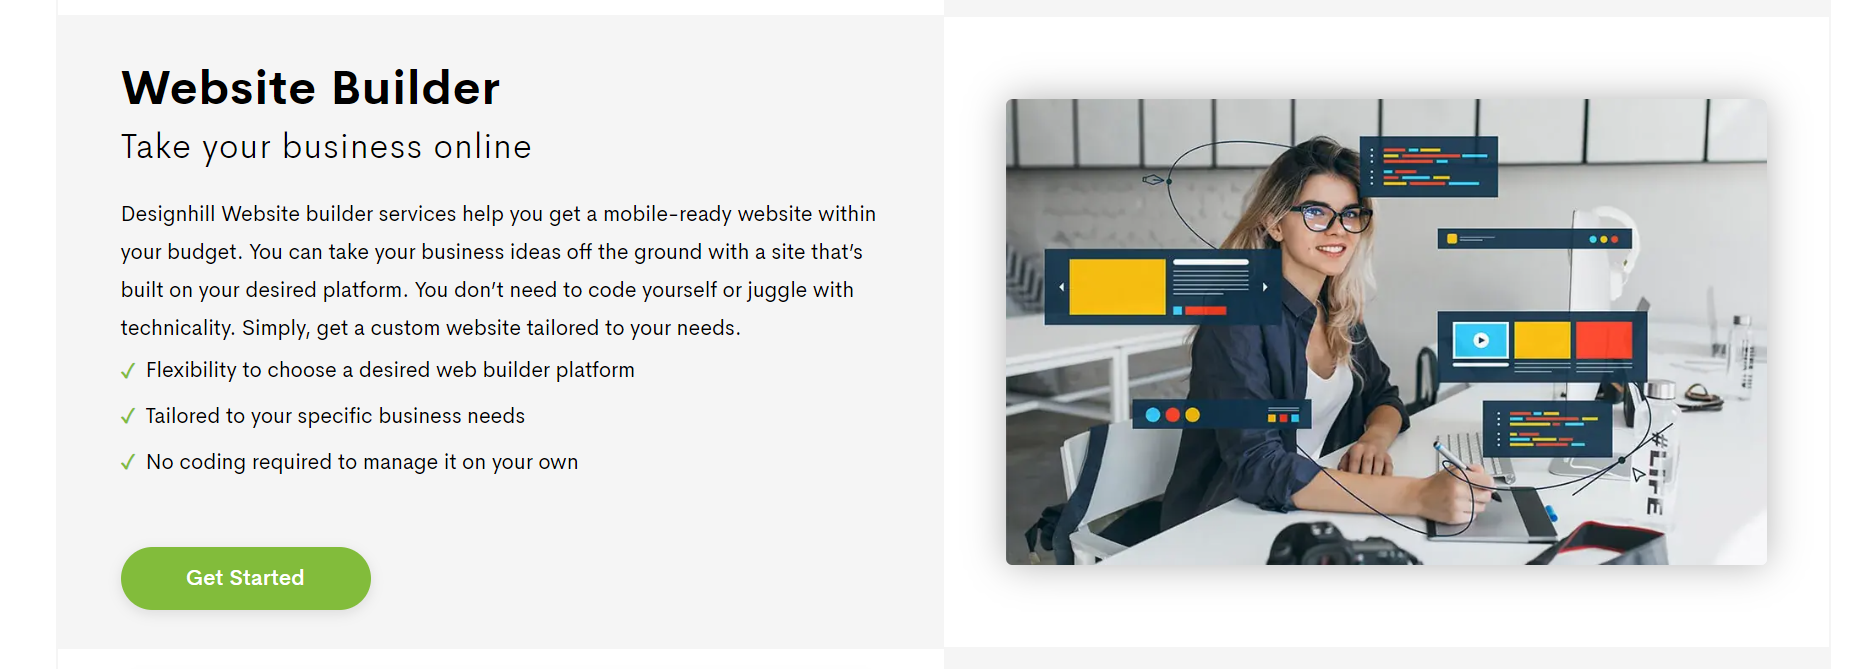 Website Builder
Take your business online
Designhill Website builder services help you get a mobile-ready website within
your budget. You can take your business ideas off the ground with a site that’s
built on your desired platform. You don’t need to code yourself or juggle with
technicality. Simply, get a custom website tailored to your needs.
✓ Flexibility to choose a desired web builder platform
✓ Tailored to your specific business needs
✓ No coding required to manage it on your own
Get Started
#LIFE